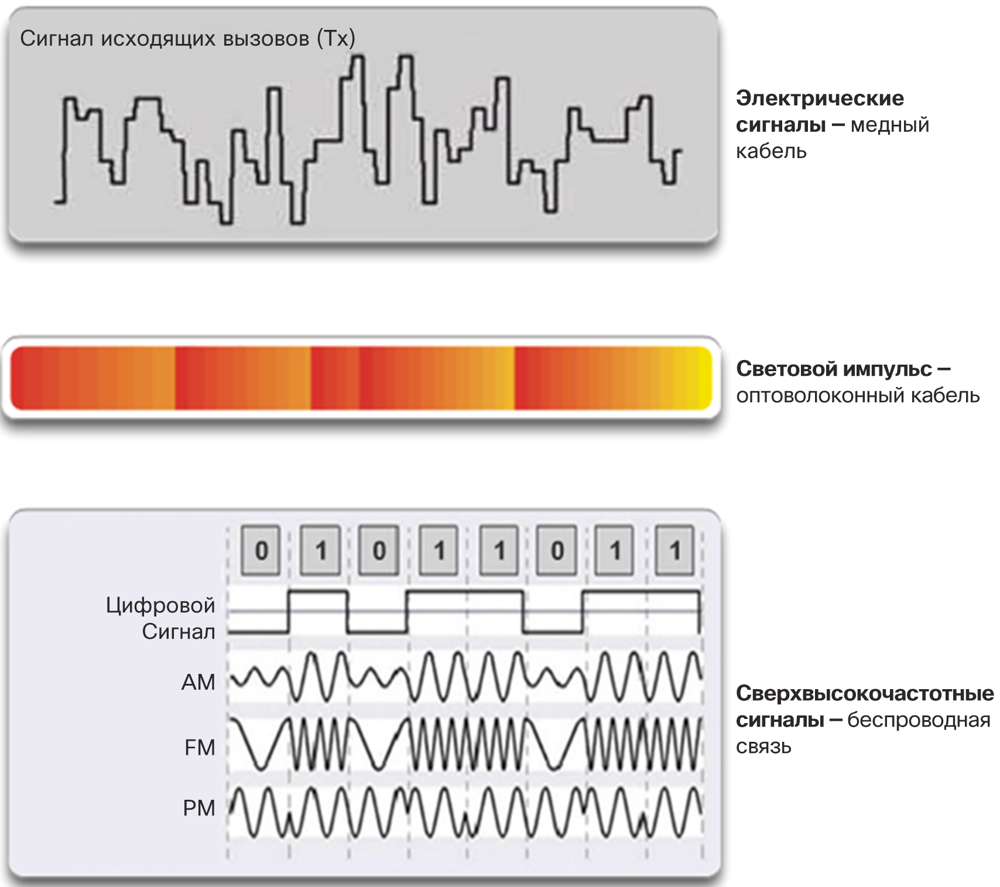 Сигнал исходящих вызовов (Tx)
Электрические
сигналы – медный
кабель
Световой импульс –
оптоволоконный кабель
0 1 0 1 1 0 1 1
Цифровой
Сигнал
AM
FM
PM
Сверхвысокочастотные
сигналы – беспроводная
связь